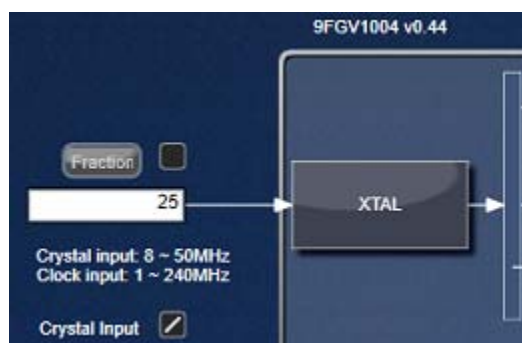 9FGV1004 v0.44
Fraction
25
XTAL
Crystal input: 8 ~ 50MHz
Clock input: 1 ~ 240MHz
Crystal Input